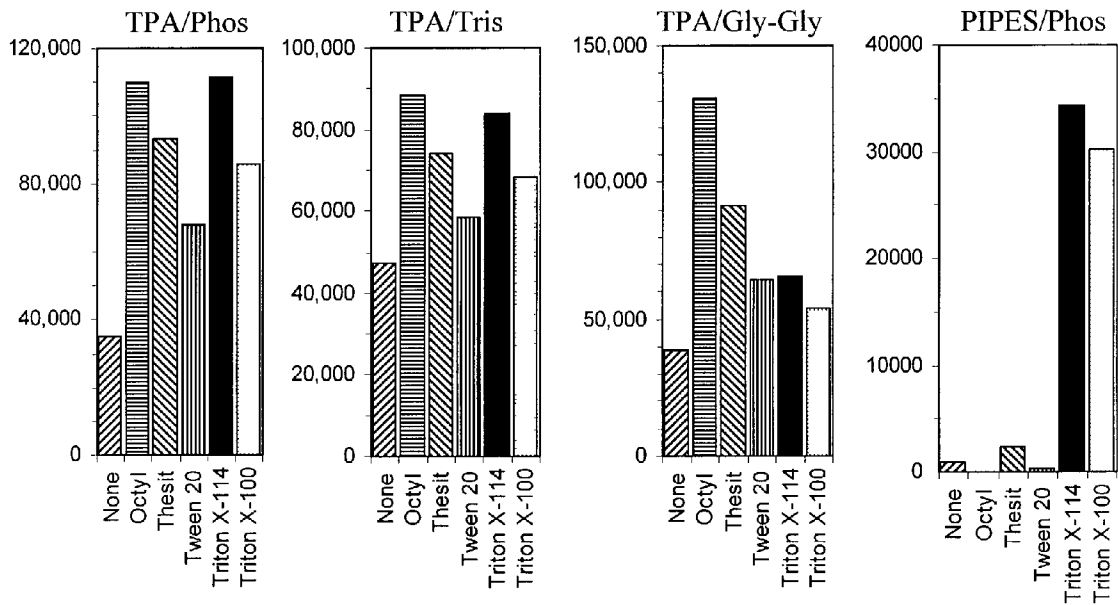 TPA/Phos
TPA/Tris
TPA/Gly-Gly
PIPES/Phos
120,000
80,000
40,000
0
None
Octyl
Thesit
Tween 20
Triton X-114
Triton X-100
100,000
80,000
60,000
40,000
20,000
0
None
Octyl
Thesit
Tween 20
Triton X-114
Triton X-100
150,000
100,000
50,000
0
None
Octyl
Thesit
Tween 20
Triton X-114
Triton X-100
40000
30000
20000
10000
0
None
Octyl
Thesit
Tween 20
Triton X-114
Triton X-100